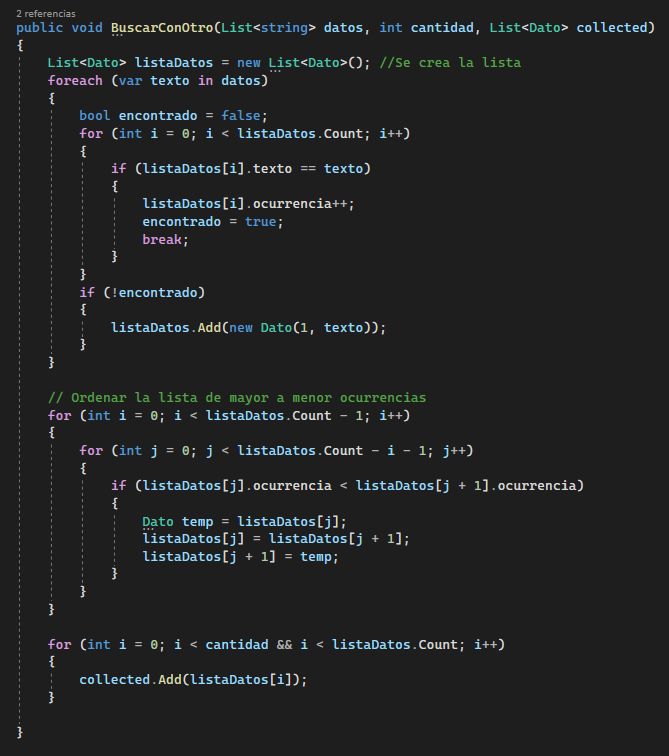 2 referencias
public void BuscarConOtro(List<string> datos, int cantidad, List<Dato> collected)
{
    List<Dato> listaDatos = new List<Dato>(); //Se crea la lista
    foreach (var texto in datos)
    {
        bool encontrado = false;
        for (int i = 0; i < listaDatos.Count; i++)
        {
            if (listaDatos[i].texto == texto)
            {
                listaDatos[i].ocurrencia++;
                encontrado = true;
                break;
            }
        }
        if (!encontrado)
        {
            listaDatos.Add(new Dato(1, texto));
        }
    }

    // Ordenar la lista de mayor a menor ocurrencias
    for (int i = 0; i < listaDatos.Count - 1; i++)
    {
        for (int j = 0; j < listaDatos.Count - i - 1; j++)
        {
            if (listaDatos[j].ocurrencia < listaDatos[j + 1].ocurrencia)
            {
                Dato temp = listaDatos[j];
                listaDatos[j] = listaDatos[j + 1];
                listaDatos[j + 1] = temp;
            }
        }
    }

    for (int i = 0; i < cantidad && i < listaDatos.Count; i++)
    {
        collected.Add(listaDatos[i]);
    }

}